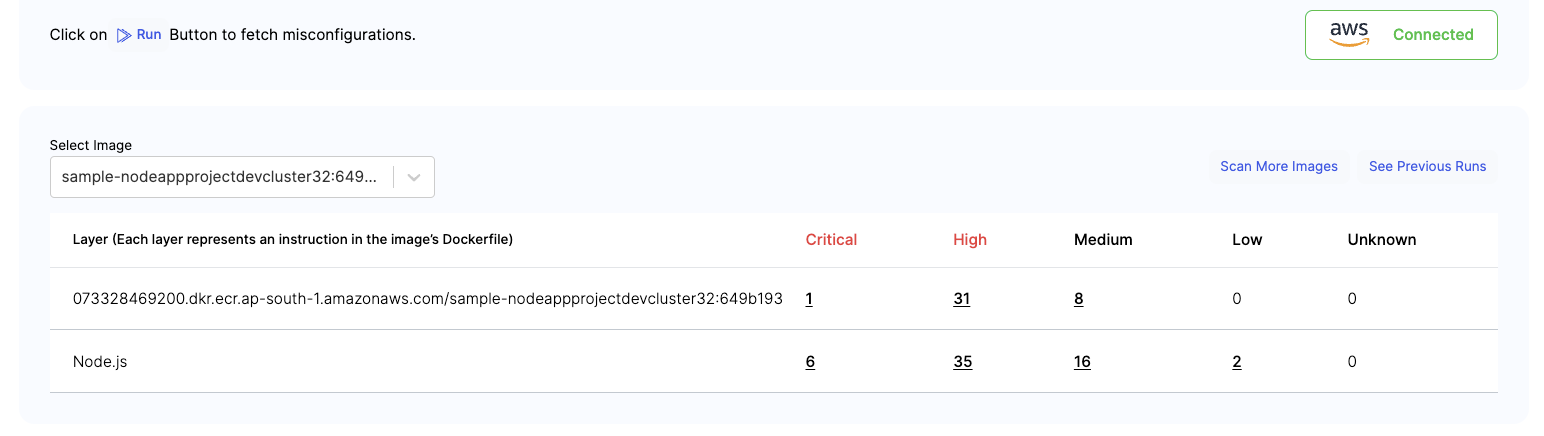 Click on Run Button to fetch misconfigurations.
aws Connected
Select Image
sample-nodeappprojectdevcluster32:649...
Scan More Images See Previous Runs
Layer (Each layer represents an instruction in the image’s Dockerfile) Critical High Medium Low Unknown
073328469200.dkr.ecr.ap-south-1.amazonaws.com/sample-nodeappprojectdevcluster32:649b193 1 31 8 0 0
Node.js 6 35 16 2 0